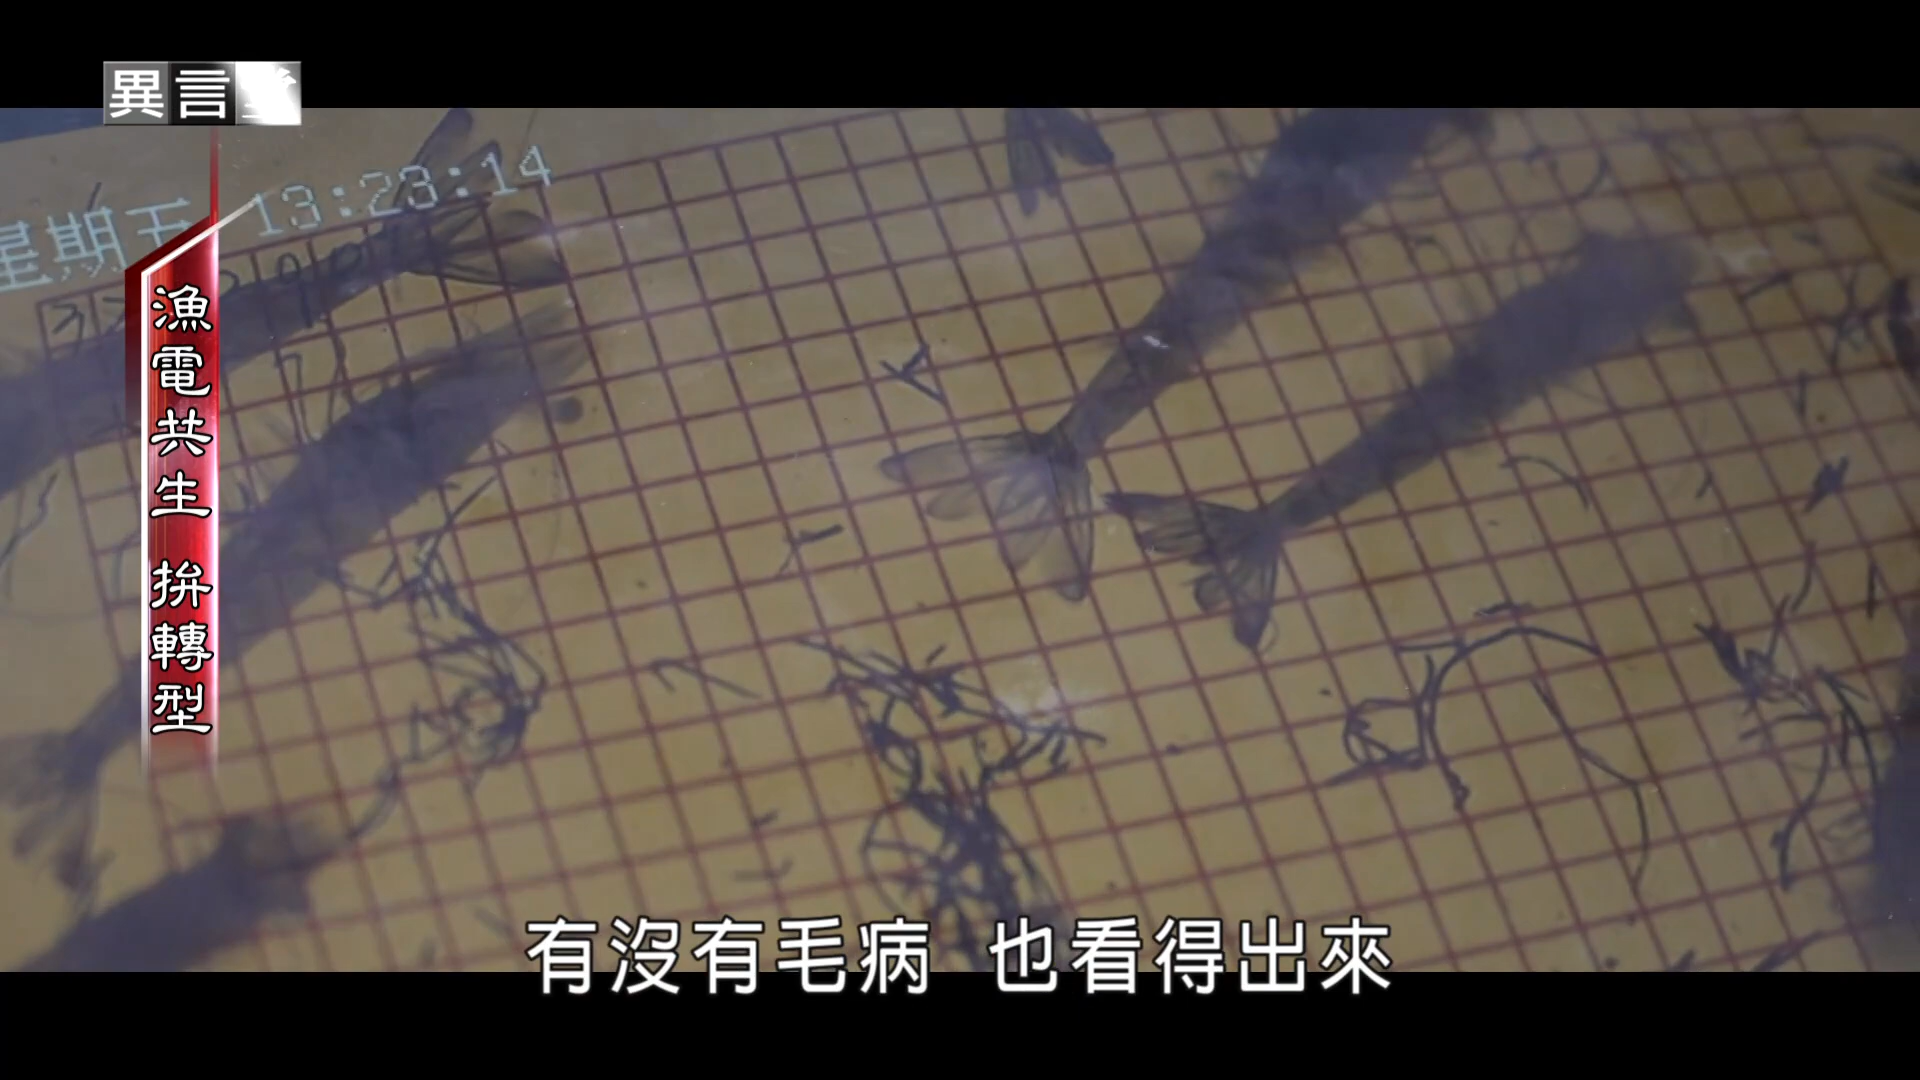 異言
星期五 13:23:14
漁電共生 拚轉型
有沒有毛病 也看得出來